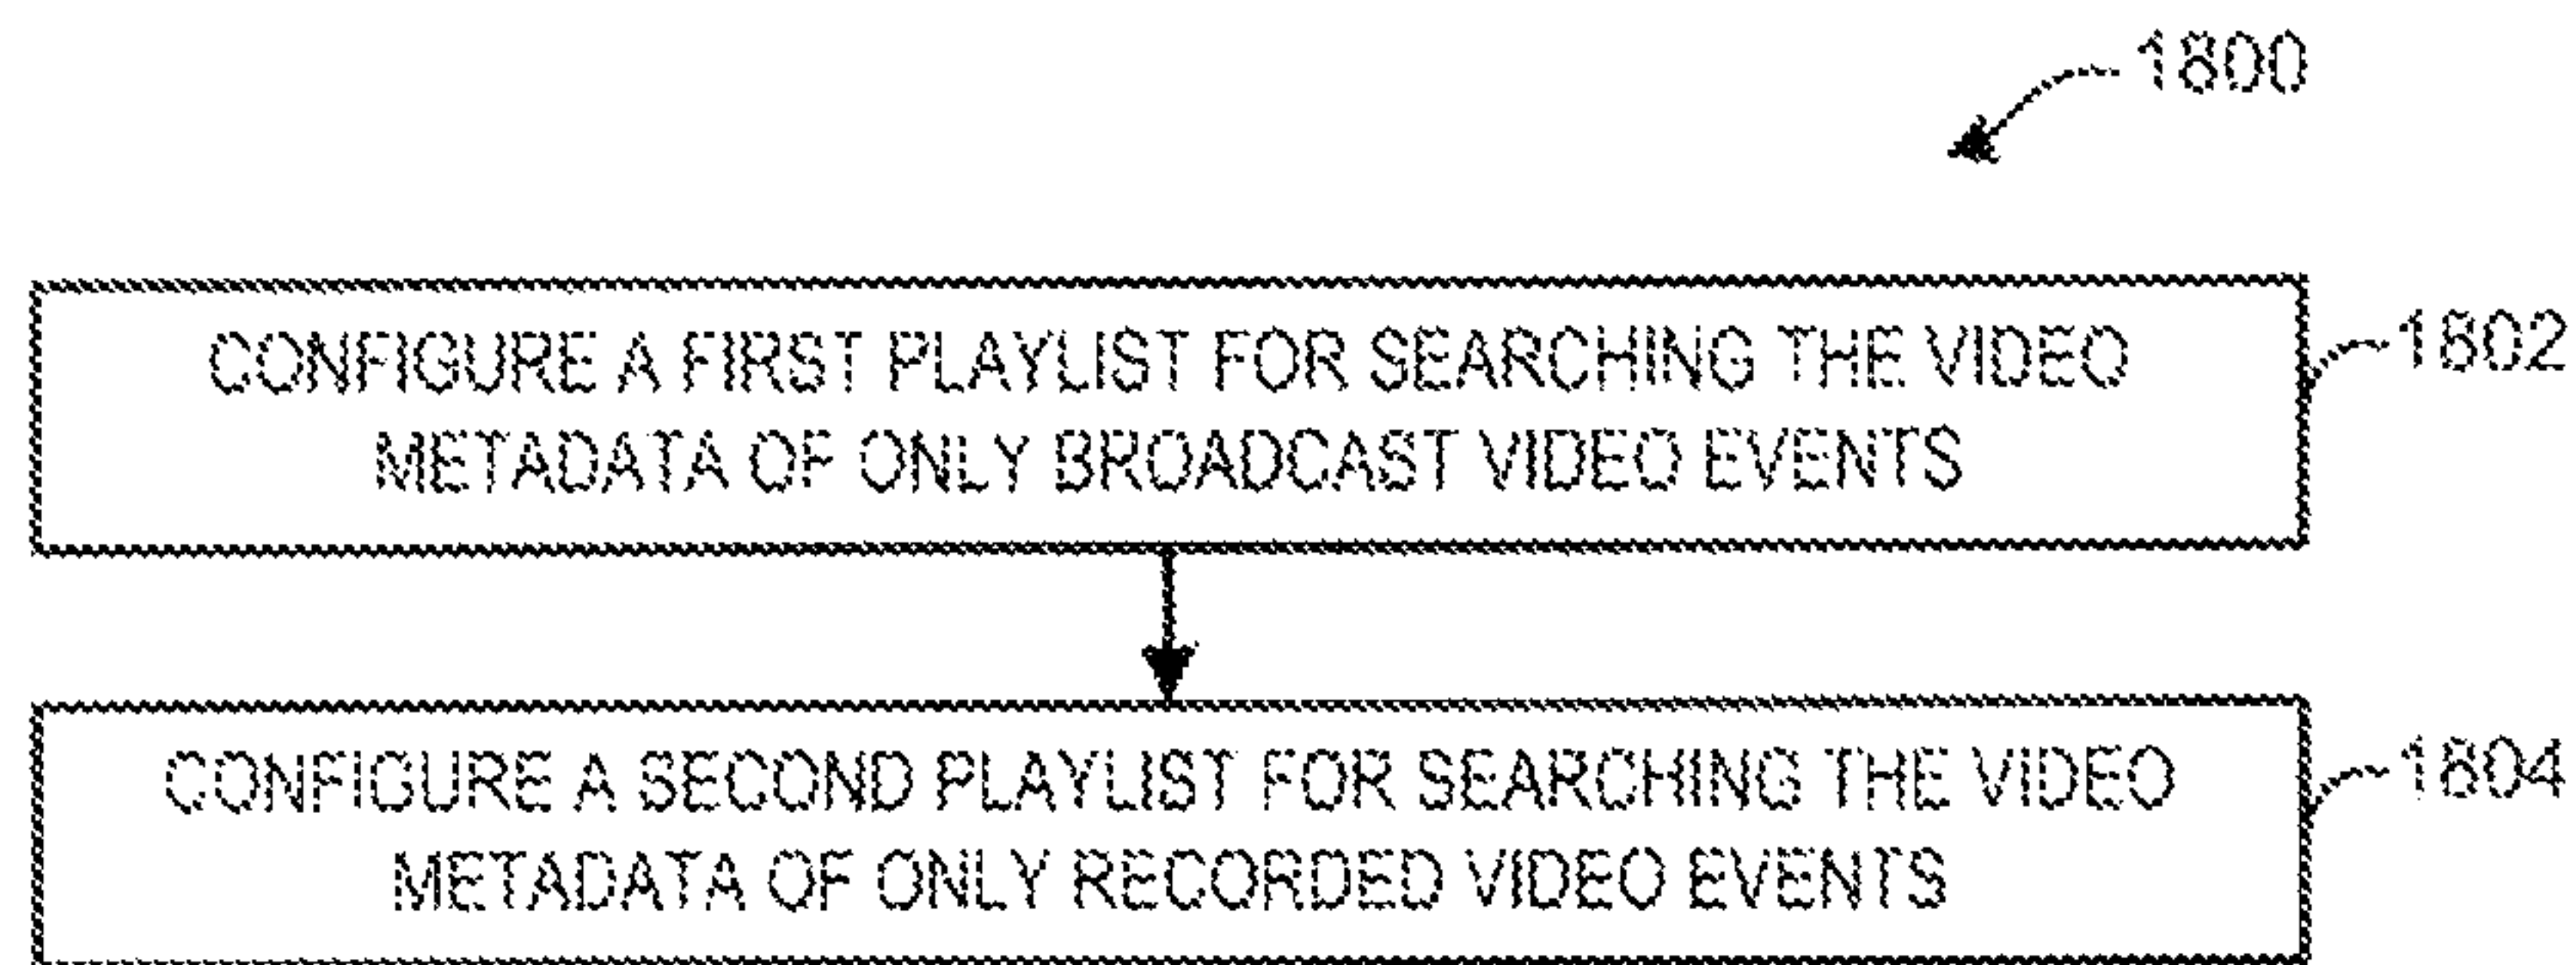 1800
CONFIGURE A FIRST PLAYLIST FOR SEARCHING THE VIDEO
METADATA OF ONLY BROADCAST VIDEO EVENTS
1802
CONFIGURE A SECOND PLAYLIST FOR SEARCHING THE VIDEO
METADATA OF ONLY RECORDED VIDEO EVENTS
1804